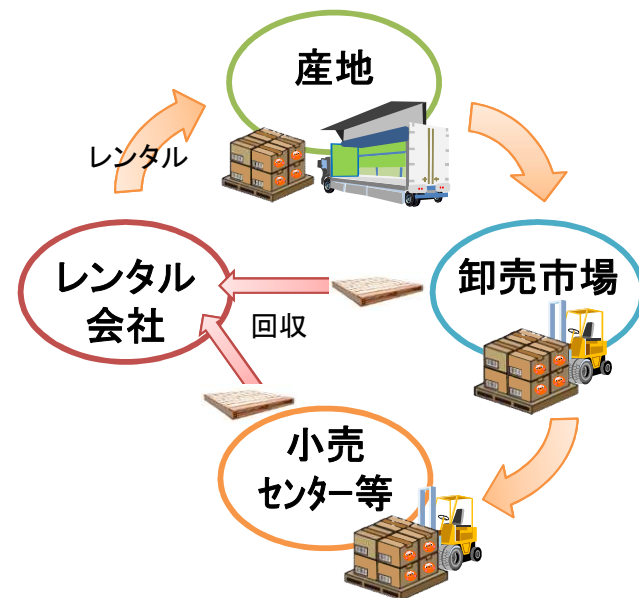 産地
レンタル
レンタル
会社
卸売市場
回収
小売
センター等